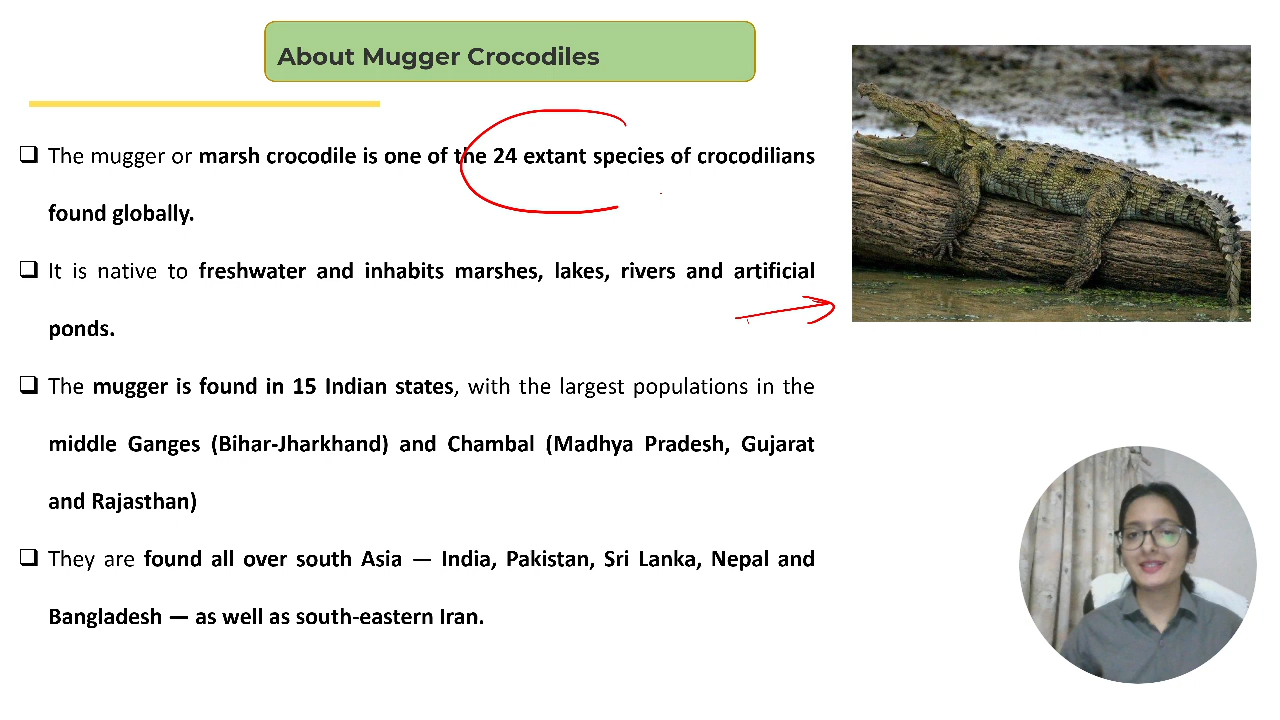 About Mugger Crocodiles
❑ The mugger or marsh crocodile is one of the 24 extant species of crocodilians
found globally.
❑ It is native to freshwater and inhabits marshes, lakes, rivers and artificial
ponds.
❑ The mugger is found in 15 Indian states, with the largest populations in the
middle Ganges (Bihar-Jharkhand) and Chambal (Madhya Pradesh, Gujarat
and Rajasthan)
❑ They are found all over south Asia — India, Pakistan, Sri Lanka, Nepal and
Bangladesh — as well as south-eastern Iran.